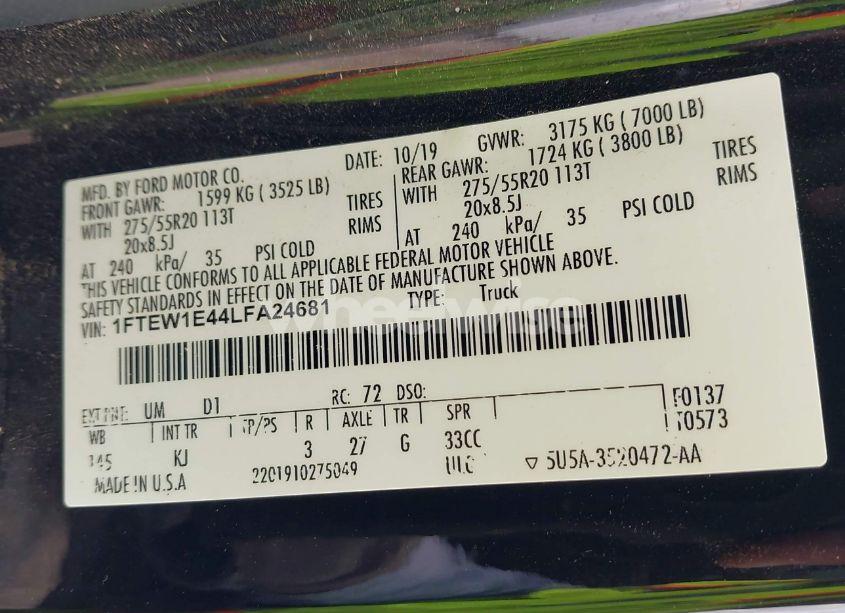 MFD. BY FORD MOTOR CO. DATE: 10/19 GVWR: 3175 KG ( 7000 LB)
FRONT GAWR: 1599 KG ( 3525 LB) REAR GAWR: 1724 KG ( 3800 LB)
WITH 275/55R20 113T TIRES WITH 275/55R20 113T TIRES
20x8.5J RIMS 20x8.5J RIMS
AT 240 kPa/ 35 PSI COLD AT 240 kPa/ 35 PSI COLD
THIS VEHICLE CONFORMS TO ALL APPLICABLE FEDERAL MOTOR VEHICLE
SAFETY STANDARDS IN EFFECT ON THE DATE OF MANUFACTURE SHOWN ABOVE.
VIN: 1FTEW1E44LFA24681 TYPE: Truck
wheelwise
EXT PNT: UM D1 RC: 72 DSO: F0137
WB INT TR TP/PS R AXLE TR SPR T0573
145 KJ 3 27 G 33CC
MADE IN U.S.A 2201910275049 ▽ 5U5A-3520472-AA